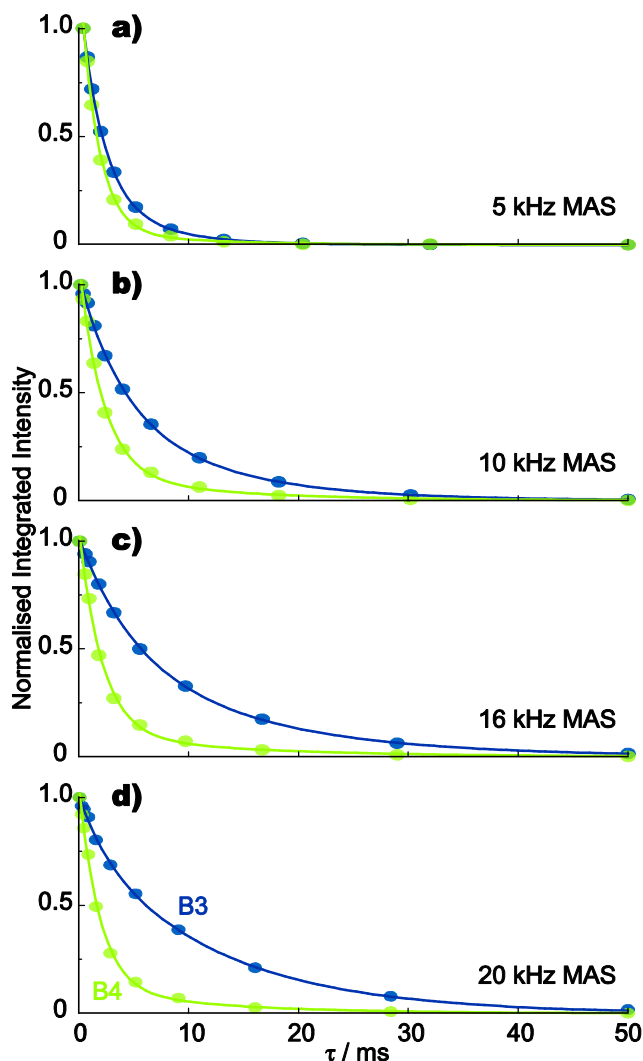 Normalised Integrated Intensity
a)
1.0
0.5
0
5 kHz MAS
b)
1.0
0.5
0
10 kHz MAS
c)
1.0
0.5
0
16 kHz MAS
d)
1.0
0.5
0
B3
B4
20 kHz MAS
0 10 20 30 40 50
τ / ms